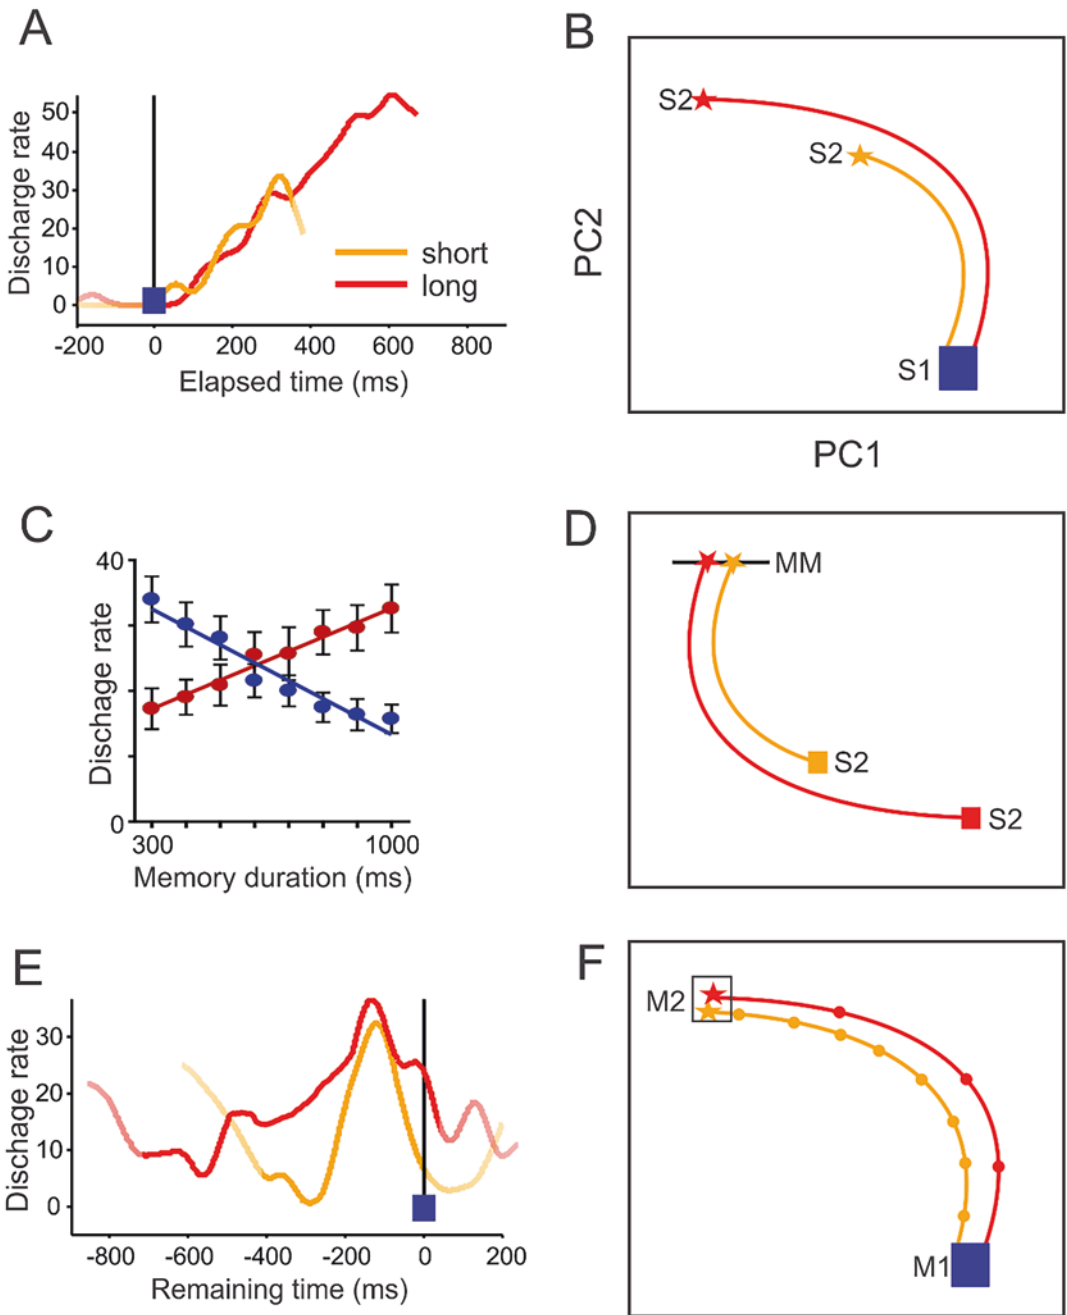 A
Discharge rate
50
40
30
20
10
0
short
long
-200 0 200 400 600 800
Elapsed time (ms)
B
S2
S2
PC2
S1
PC1
C
40
Dischage rate
0
300 1000
Memory duration (ms)
D
MM
S2
S2
E
Dischage rate
30
20
10
0
-800 -600 -400 -200 0 200
Remaining time (ms)
F
M2
M1